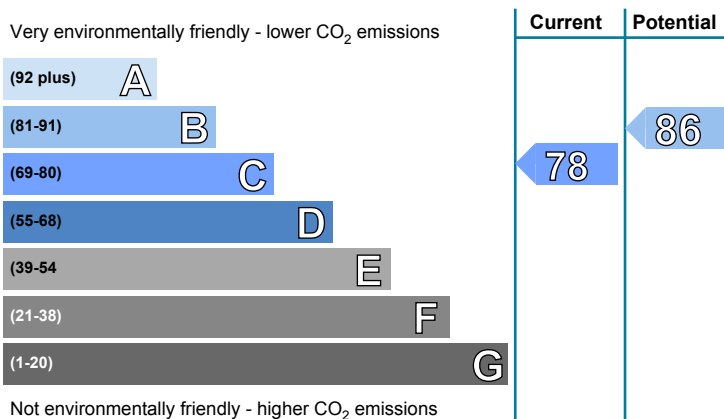 Current Potential
Very environmentally friendly - lower CO2 emissions
(92 plus) A
(81-91) B
86
(69-80) C
78
(55-68) D
(39-54 E
(21-38) F
(1-20) G
Not environmentally friendly - higher CO2 emissions